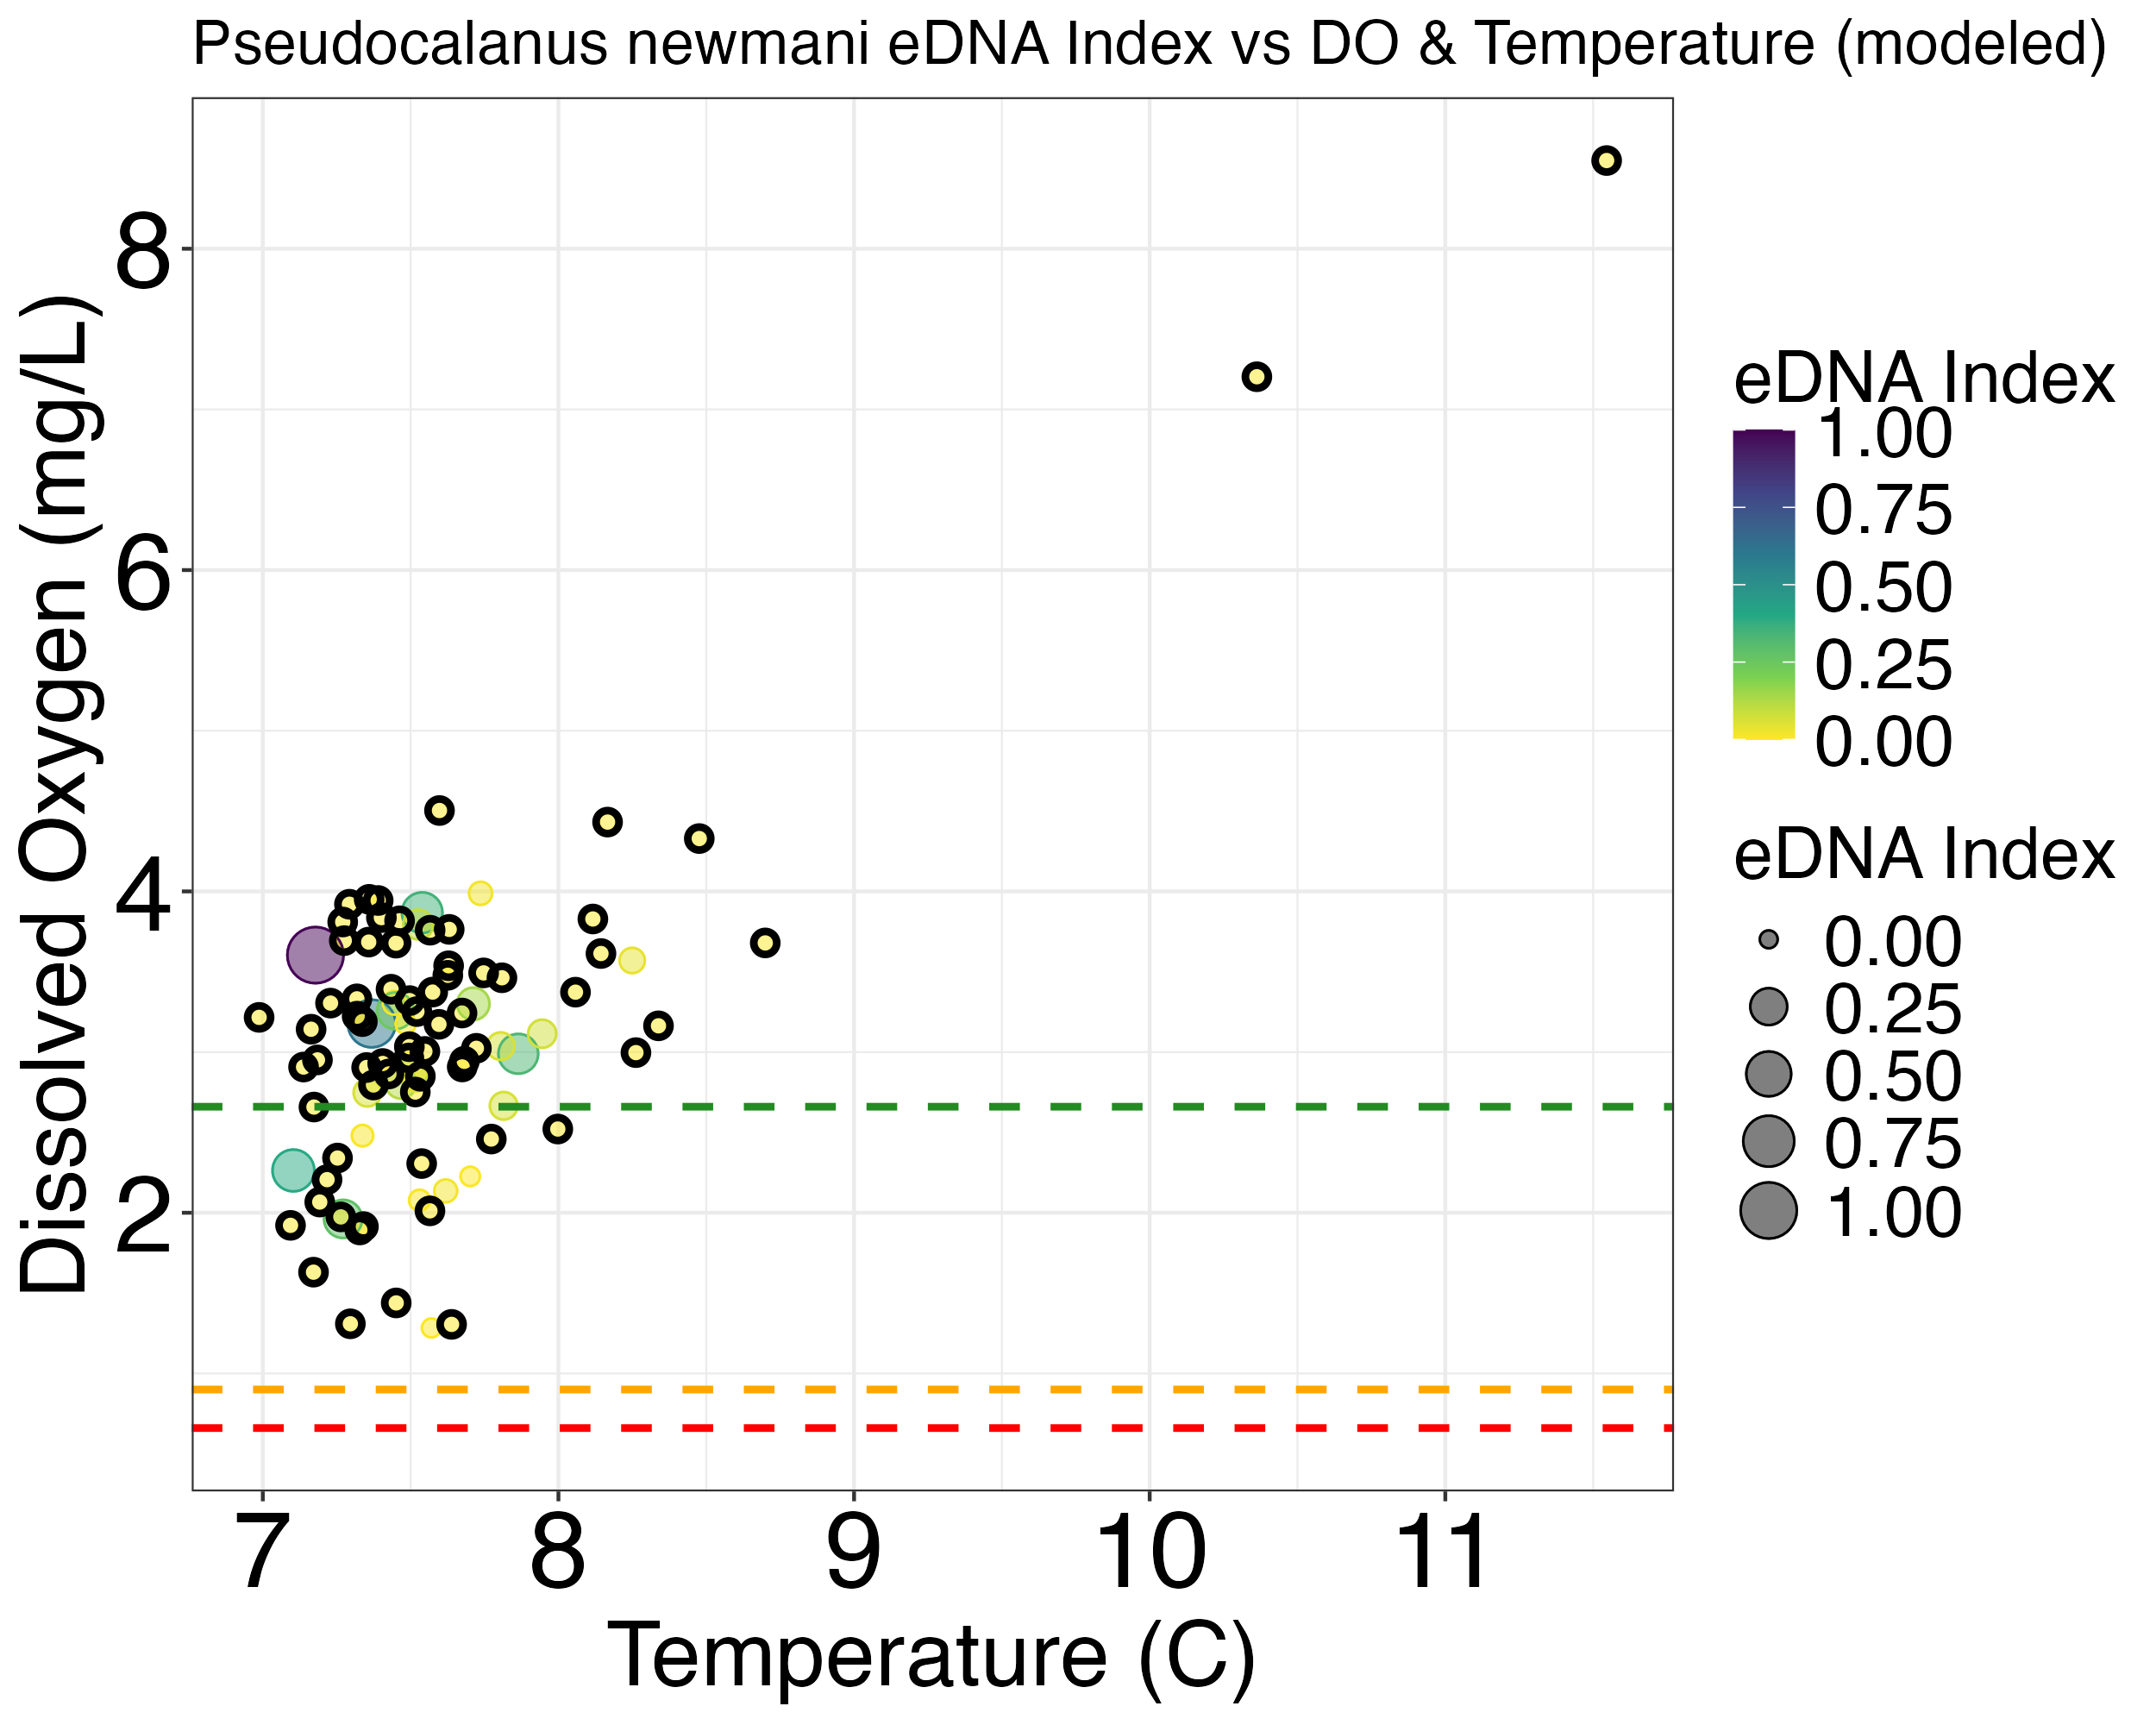 Pseudocalanus newmani eDNA Index vs DO & Temperature (modeled)
Dissolved Oxygen (mg/L)
8
6
4
2
7 8 9 10 11
Temperature (C)
eDNA Index
1.00
0.75
0.50
0.25
0.00
eDNA Index
0.00
0.25
0.50
0.75
1.00